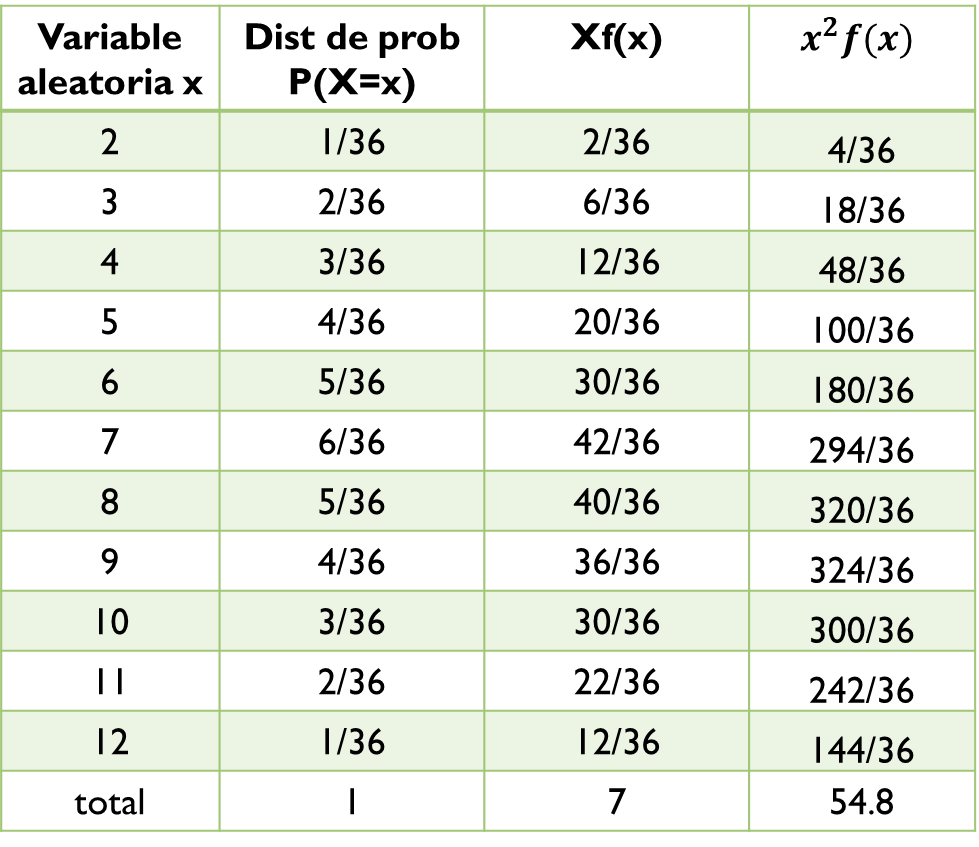 Variable aleatoria x | Dist de prob P(X=x) | Xf(x) | x²f(x)
2 | 1/36 | 2/36 | 4/36
3 | 2/36 | 6/36 | 18/36
4 | 3/36 | 12/36 | 48/36
5 | 4/36 | 20/36 | 100/36
6 | 5/36 | 30/36 | 180/36
7 | 6/36 | 42/36 | 294/36
8 | 5/36 | 40/36 | 320/36
9 | 4/36 | 36/36 | 324/36
10 | 3/36 | 30/36 | 300/36
11 | 2/36 | 22/36 | 242/36
12 | 1/36 | 12/36 | 144/36
total | 1 | 7 | 54.8